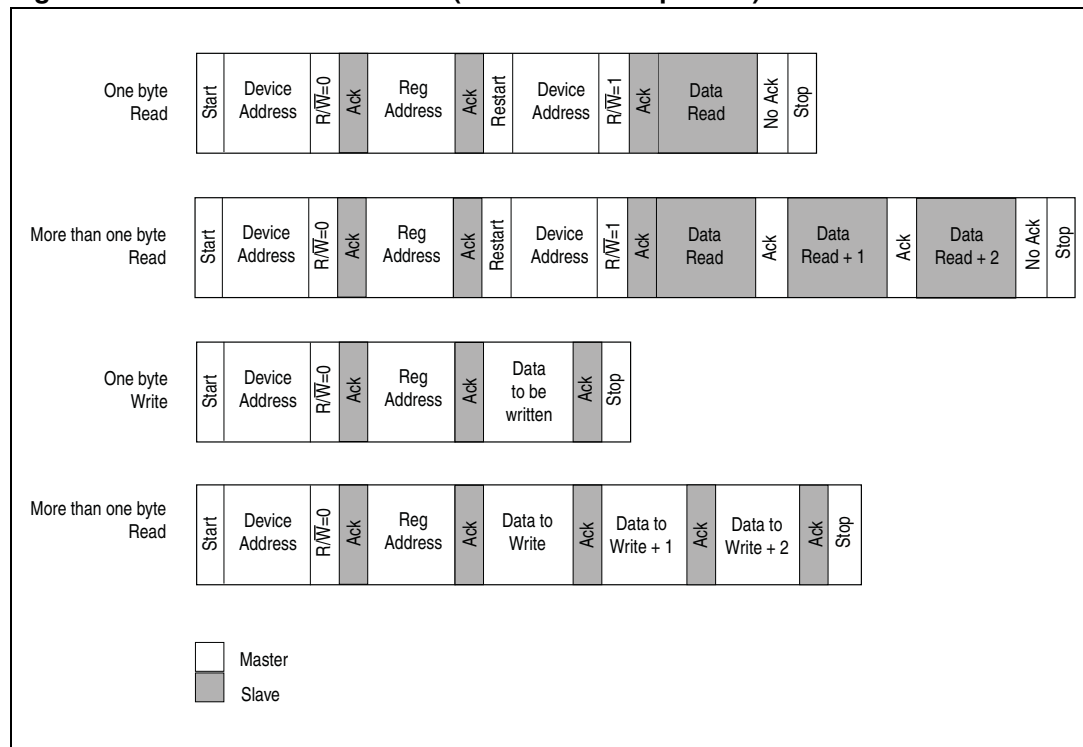 One byte
Read
Start
Device
Address
R/W̅=0
Ack
Reg
Address
Ack
Restart
Device
Address
R/W̅=1
Ack
Data
Read
No Ack
Stop
More than one byte
Read
Start
Device
Address
R/W̅=0
Ack
Reg
Address
Ack
Restart
Device
Address
R/W̅=1
Ack
Data
Read
Ack
Data
Read + 1
Ack
Data
Read + 2
No Ack
Stop
One byte
Write
Start
Device
Address
R/W̅=0
Ack
Reg
Address
Ack
Data
to be
written
Ack
Stop
More than one byte
Read
Start
Device
Address
R/W̅=0
Ack
Reg
Address
Ack
Data to
Write
Ack
Data to
Write + 1
Ack
Data to
Write + 2
Ack
Stop
Master
Slave